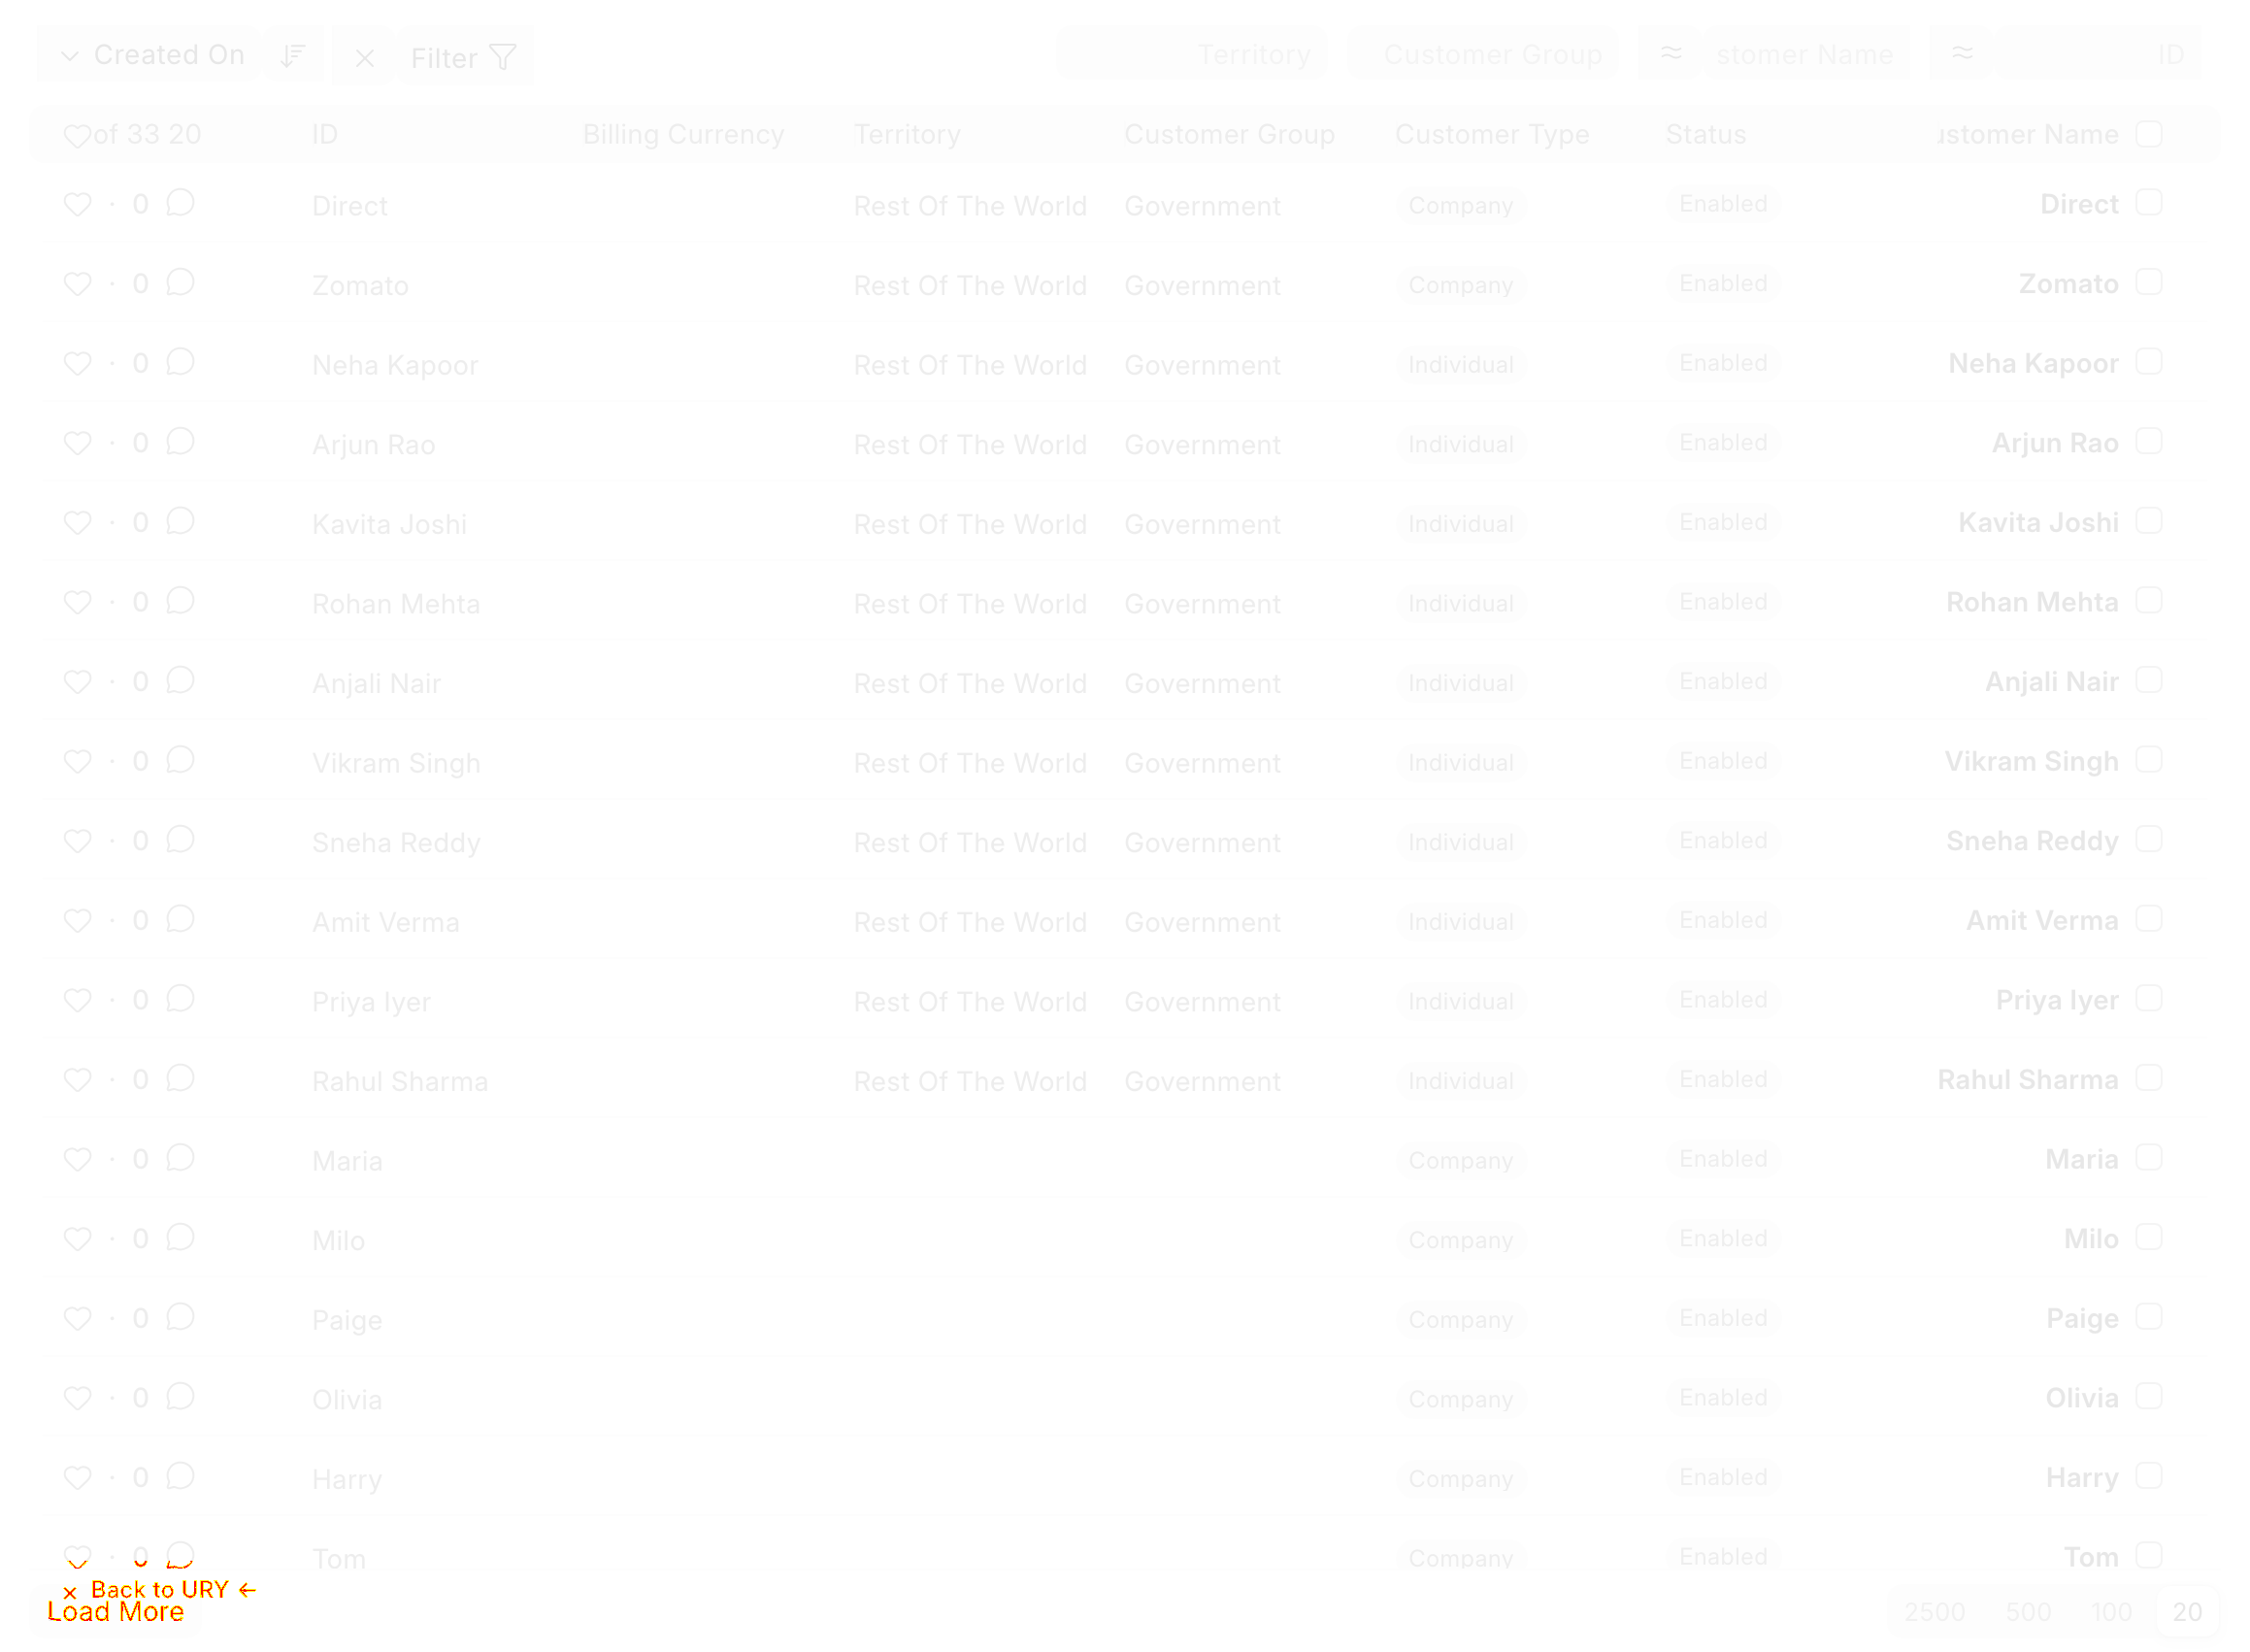 Created On Filter Territory Customer Group ≈ stomer Name ≈ ID
of 33 20 ID Billing Currency Territory Customer Group Customer Type Status ustomer Name
· 0 Direct Rest Of The World Government Company Enabled Direct
· 0 Zomato Rest Of The World Government Company Enabled Zomato
· 0 Neha Kapoor Rest Of The World Government Individual Enabled Neha Kapoor
· 0 Arjun Rao Rest Of The World Government Individual Enabled Arjun Rao
· 0 Kavita Joshi Rest Of The World Government Individual Enabled Kavita Joshi
· 0 Rohan Mehta Rest Of The World Government Individual Enabled Rohan Mehta
· 0 Anjali Nair Rest Of The World Government Individual Enabled Anjali Nair
· 0 Vikram Singh Rest Of The World Government Individual Enabled Vikram Singh
· 0 Sneha Reddy Rest Of The World Government Individual Enabled Sneha Reddy
· 0 Amit Verma Rest Of The World Government Individual Enabled Amit Verma
· 0 Priya Iyer Rest Of The World Government Individual Enabled Priya Iyer
· 0 Rahul Sharma Rest Of The World Government Individual Enabled Rahul Sharma
· 0 Maria Company Enabled Maria
· 0 Milo Company Enabled Milo
· 0 Paige Company Enabled Paige
· 0 Olivia Company Enabled Olivia
· 0 Harry Company Enabled Harry
· 0 Tom Company Enabled Tom
× Back to URY ←
Load More 2500 500 100 20